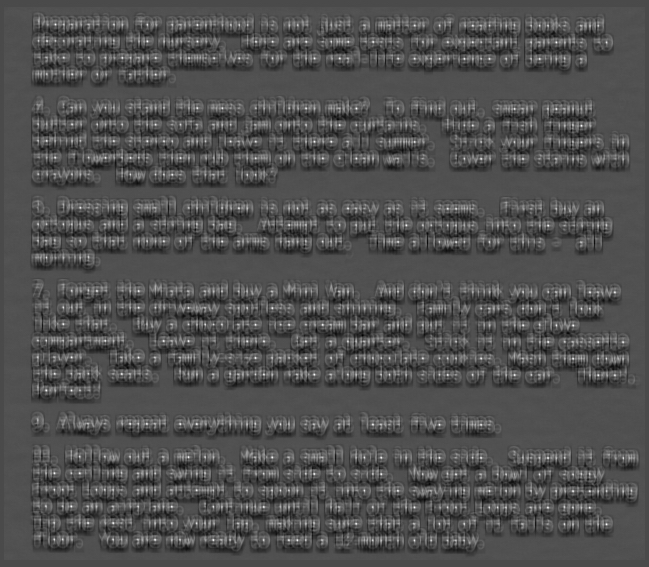 Preparation for parenthood is not just a matter of reading books and
decorating the nursery. Here are some tests for expectant parents to
take to prepare themselves for the real-life experience of being a
mother or father.
4. Can you stand the mess children make? To find out, smear peanut
butter onto the sofa and jam onto the curtains. Hide a fish finger
behind the stereo and leave it there all summer. Stick your fingers in
the flowerbeds then rub them on the clean walls. Cover the stains with
crayons. How does that look?
6. Dressing small children is not as easy as it seems. First buy an
octopus and a string bag. Attempt to put the octopus into the string
bag so that none of the arms hang out. Time allowed for this - all
morning.
7. Forget the Miata and buy a Mini Van. And don't think you can leave
it out in the driveway spotless and shining. Family cars don't look
like that. Buy a chocolate ice cream bar and put it in the glove
compartment. Leave it there. Get a quarter. Stick it in the cassette
player. Take a family-size packet of chocolate cookies. Mash them down
the back seats. Run a garden rake along both sides of the car. There!,
Perfect!
9. Always repeat everything you say at least five times.
11. Hollow out a melon. Make a small hole in the side. Suspend it from
the ceiling and swing it from side to side. Now get a bowl of soggy
Froot Loops and attempt to spoon it into the swaying melon by pretending
to be an airplane. Continue until half of the Froot Loops are gone.
Tip the rest into your lap, making sure that a lot of it falls on the
floor. You are now ready to feed a 12-month old baby.